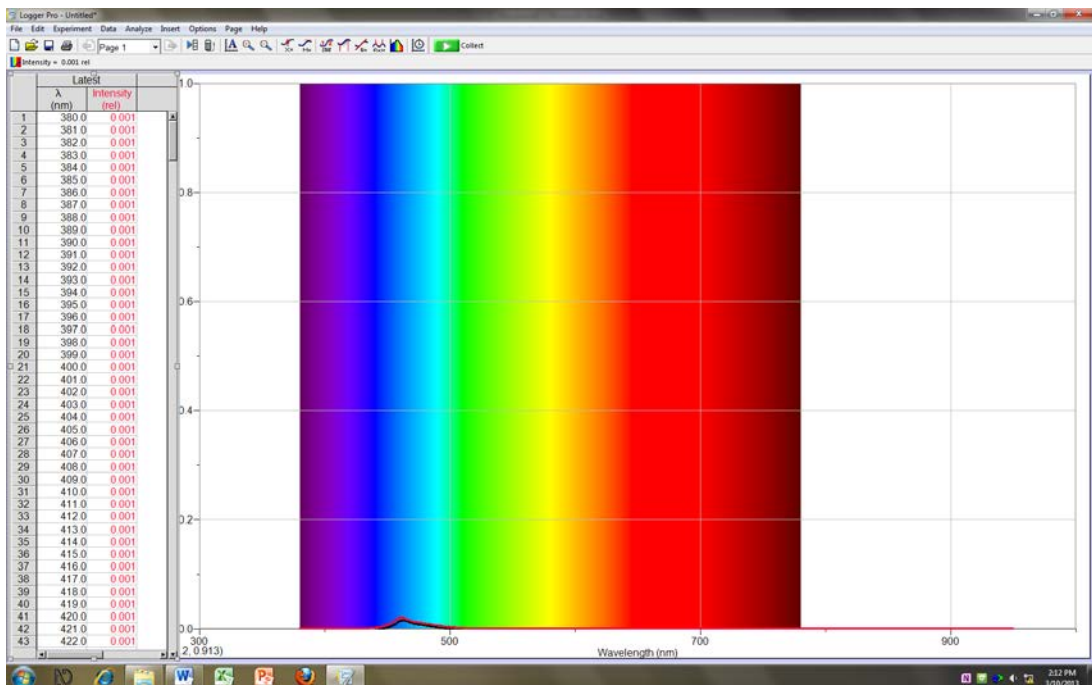 Logger Pro - Untitled*
File Edit Experiment Data Analyze Insert Options Page Help
Page 1
Collect
Intensity = 0.001 rel
Latest
λ Intensity
(nm) (rel)
1 380.0 0.001
2 381.0 0.001
3 382.0 0.001
4 383.0 0.001
5 384.0 0.001
6 385.0 0.001
7 386.0 0.001
8 387.0 0.001
9 388.0 0.001
10 389.0 0.001
11 390.0 0.001
12 391.0 0.001
13 392.0 0.001
14 393.0 0.001
15 394.0 0.001
16 395.0 0.001
17 396.0 0.001
18 397.0 0.001
19 398.0 0.001
20 399.0 0.001
21 400.0 0.001
22 401.0 0.001
23 402.0 0.001
24 403.0 0.001
25 404.0 0.001
26 405.0 0.001
27 406.0 0.001
28 407.0 0.001
29 408.0 0.001
30 409.0 0.001
31 410.0 0.001
32 411.0 0.001
33 412.0 0.001
34 413.0 0.001
35 414.0 0.001
36 415.0 0.001
37 416.0 0.001
38 417.0 0.001
39 418.0 0.001
40 419.0 0.001
41 420.0 0.001
42 421.0 0.001
43 422.0 0.001
1.0
0.8
0.6
0.4
0.2
0.0
300 500 700 900
2, 0.913)
Wavelength (nm)
2:12 PM
3/10/2013